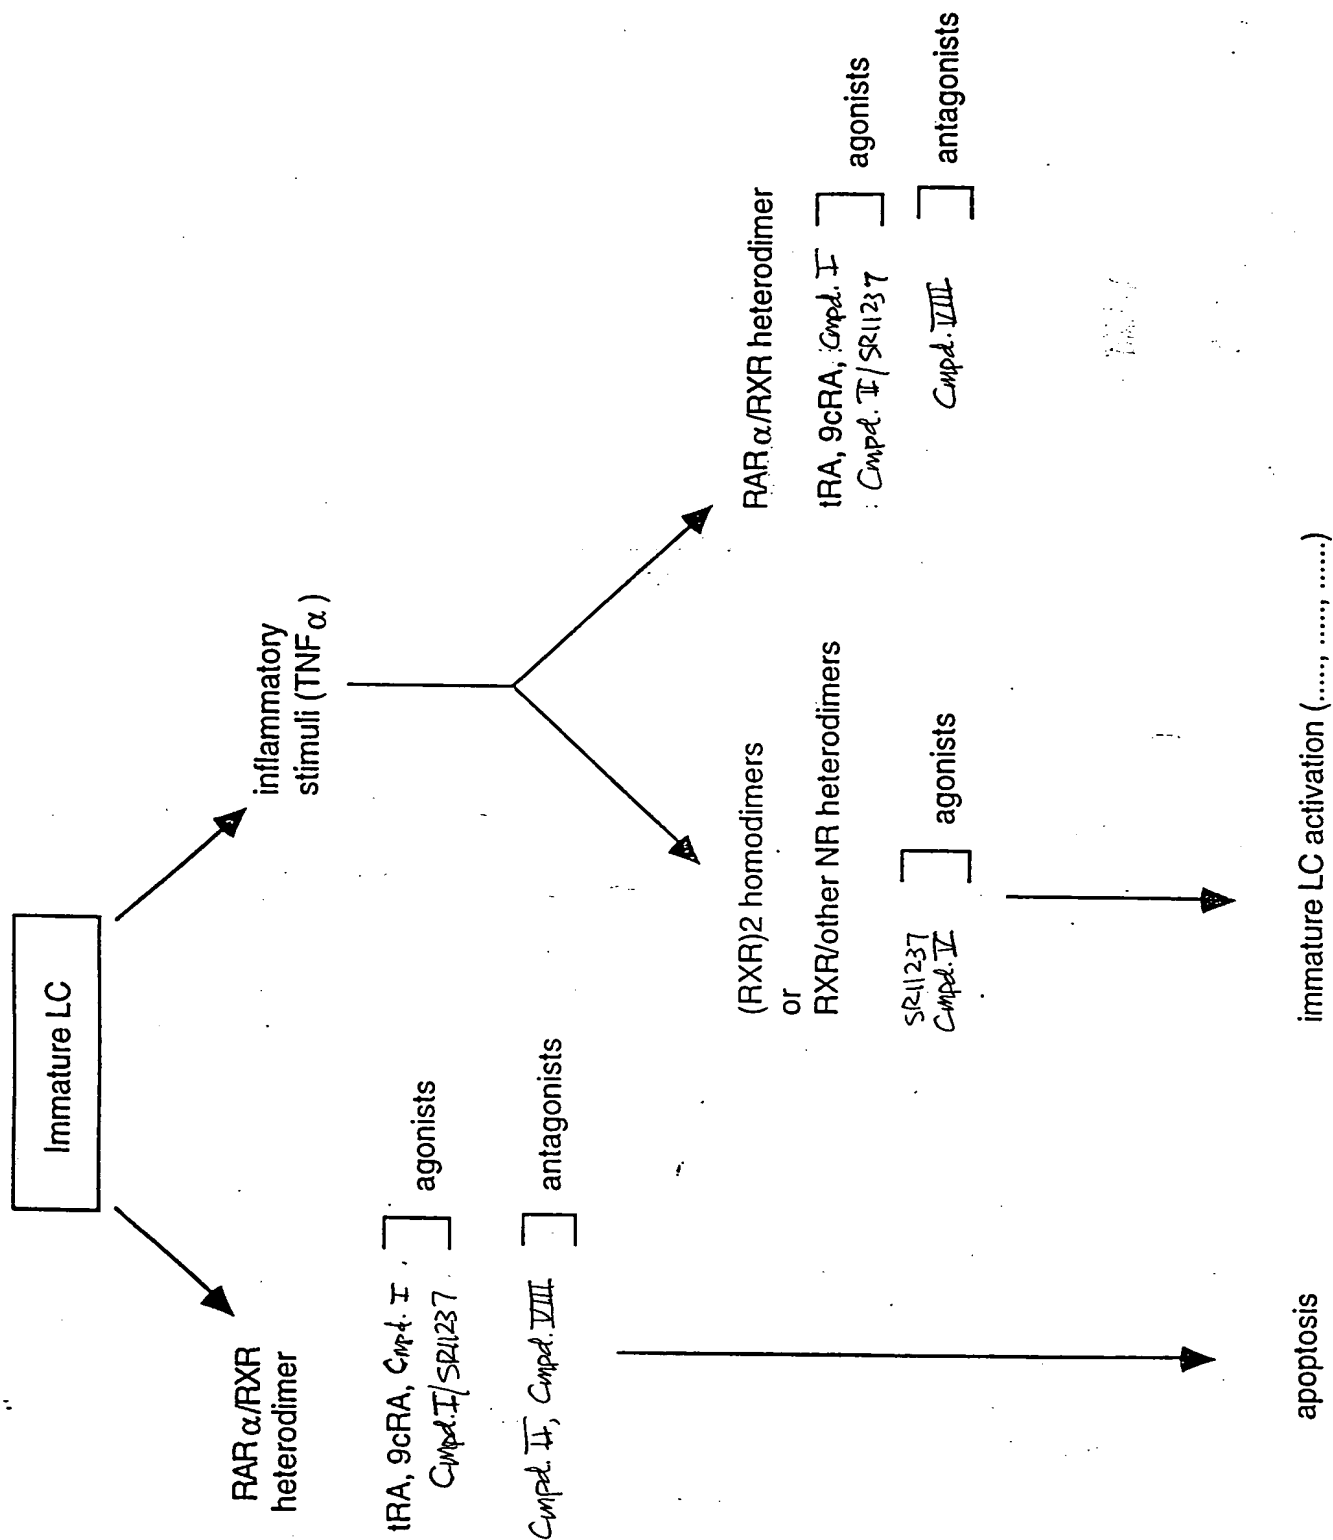 Immature LC
RARα/RXR
heterodimer
tRA, 9cRA, Cmpd. I
Cmpd. I/SR11237
agonists
Cmpd. II, Cmpd. VIII
antagonists
apoptosis
inflammatory
stimuli (TNFα)
(RXR)2 homodimers
or
RXR/other NR heterodimers
SR11237
Cmpd. V
agonists
immature LC activation (......, ......, ......)
RARα/RXR heterodimer
tRA, 9cRA, Cmpd. I
Cmpd. II/SR11237
agonists
Cmpd. VIII
antagonists